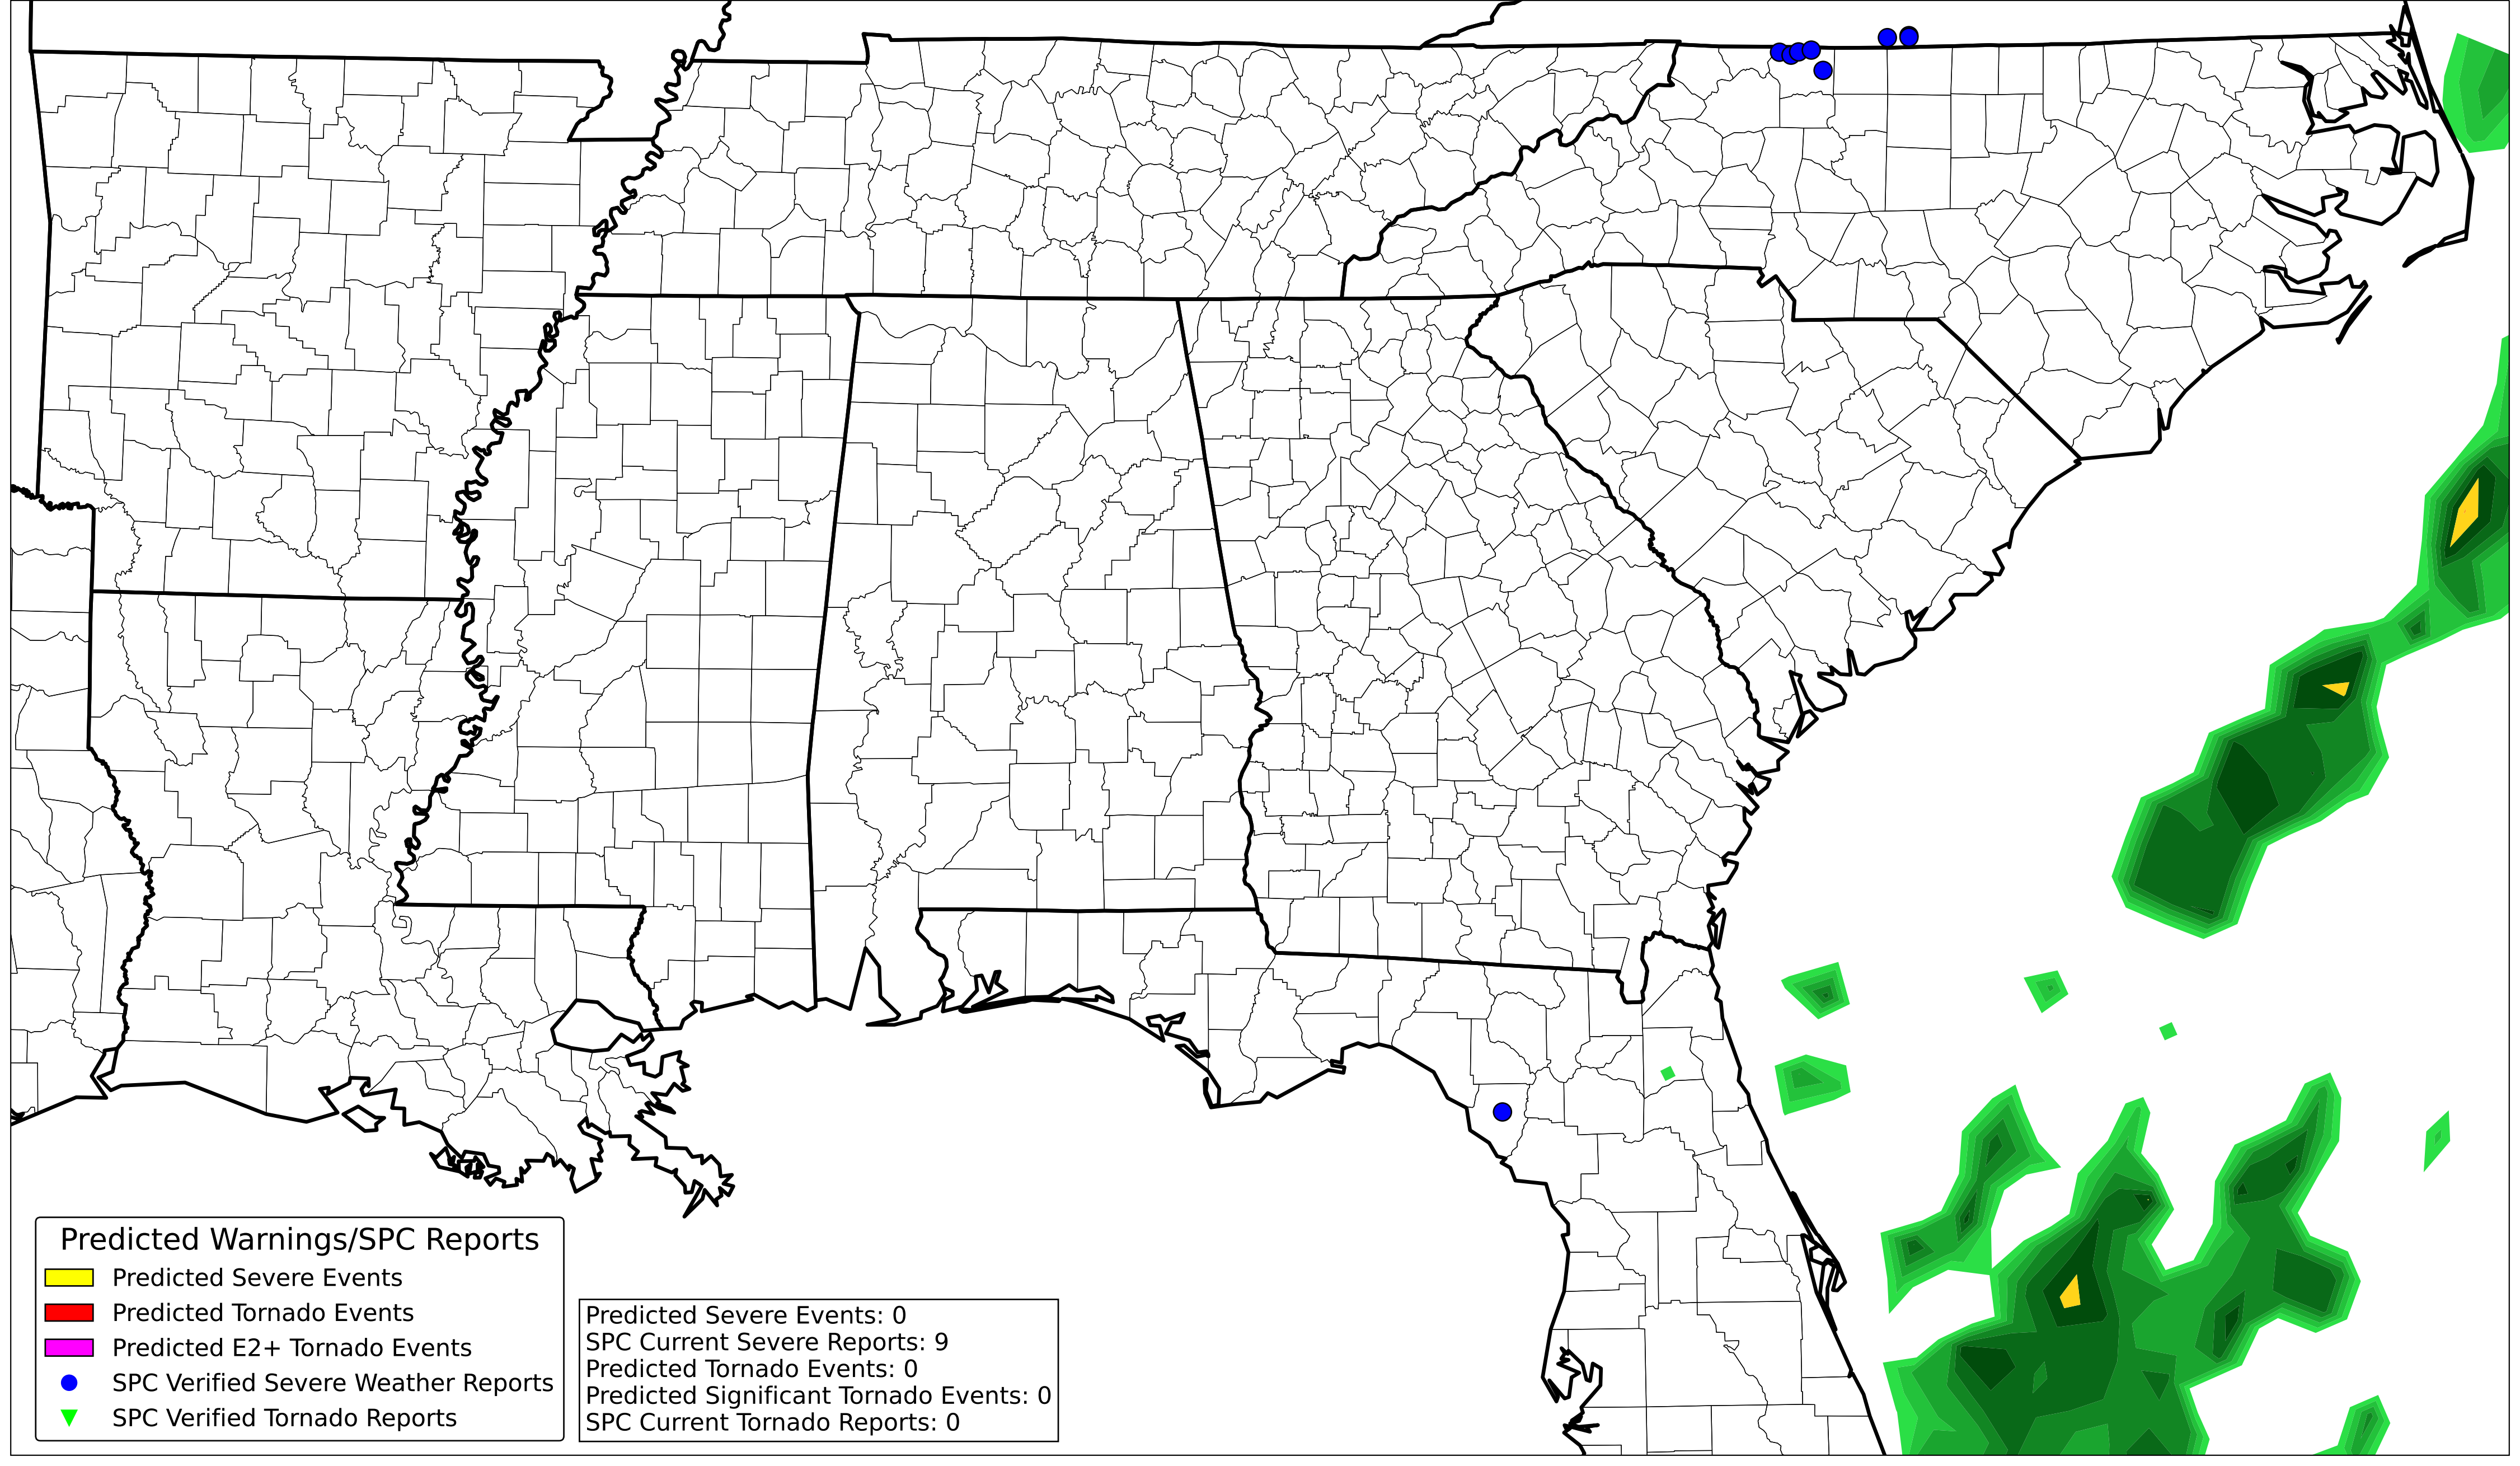 Predicted Warnings/SPC Reports
Predicted Severe Events
Predicted Tornado Events
Predicted E2+ Tornado Events
SPC Verified Severe Weather Reports
SPC Verified Tornado Reports
Predicted Severe Events: 0
SPC Current Severe Reports: 9
Predicted Tornado Events: 0
Predicted Significant Tornado Events: 0
SPC Current Tornado Reports: 0